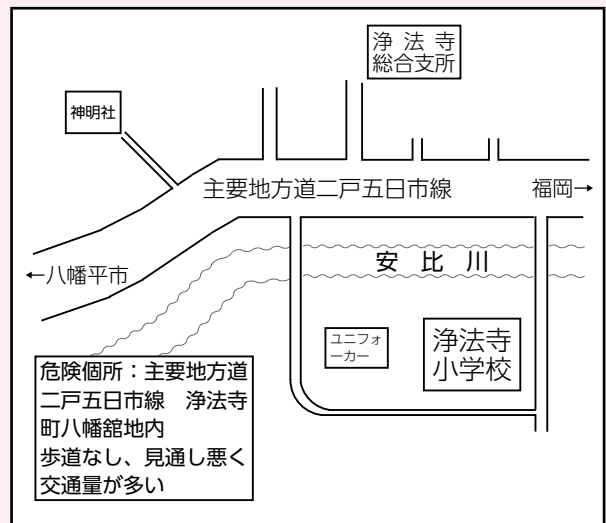 浄法寺
総合支所
神明社
主要地方道二戸五日市線
福岡→
←八幡平市
安比川
ユニフォ
ーカー
浄法寺
小学校
危険個所：主要地方道
二戸五日市線　浄法寺
町八幡舘地内
歩道なし、見通し悪く
交通量が多い